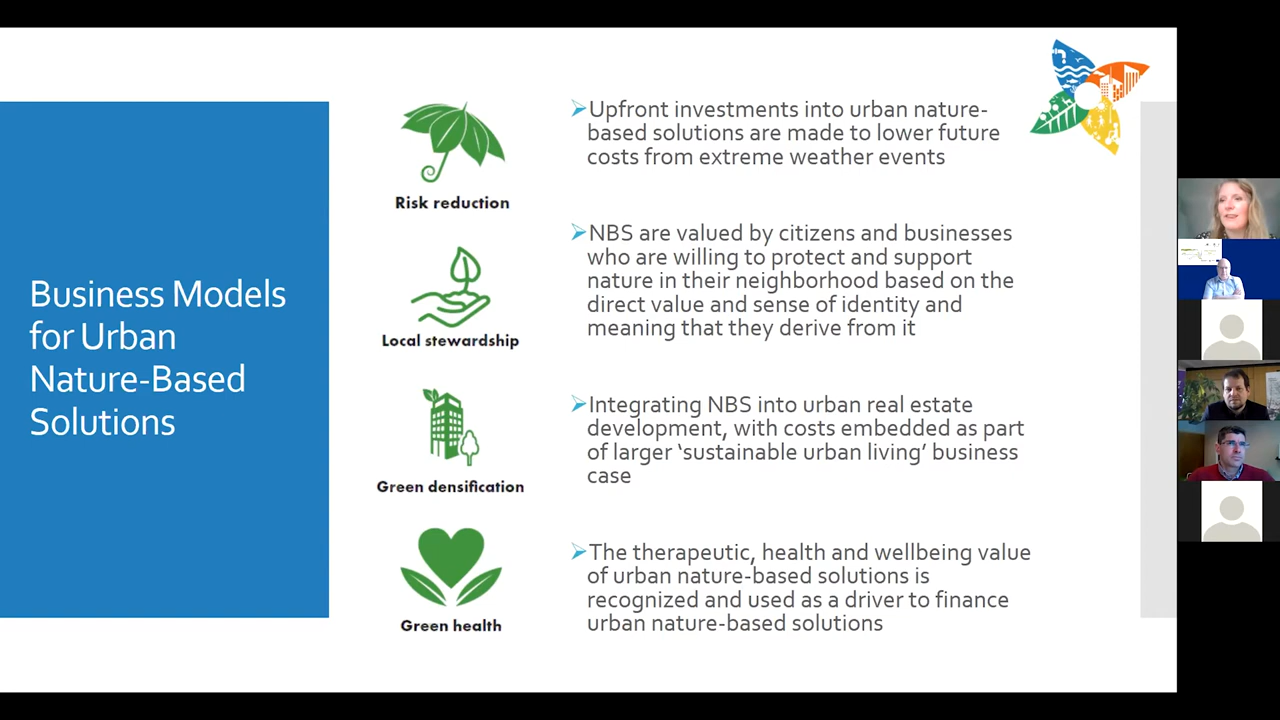 Business Models
for Urban
Nature-Based
Solutions
Risk reduction
➢Upfront investments into urban nature-
based solutions are made to lower future
costs from extreme weather events
Local stewardship
➢NBS are valued by citizens and businesses
who are willing to protect and support
nature in their neighborhood based on the
direct value and sense of identity and
meaning that they derive from it
Green densification
➢Integrating NBS into urban real estate
development, with costs embedded as part
of larger ‘sustainable urban living’ business
case
Green health
➢The therapeutic, health and wellbeing value
of urban nature-based solutions is
recognized and used as a driver to finance
urban nature-based solutions